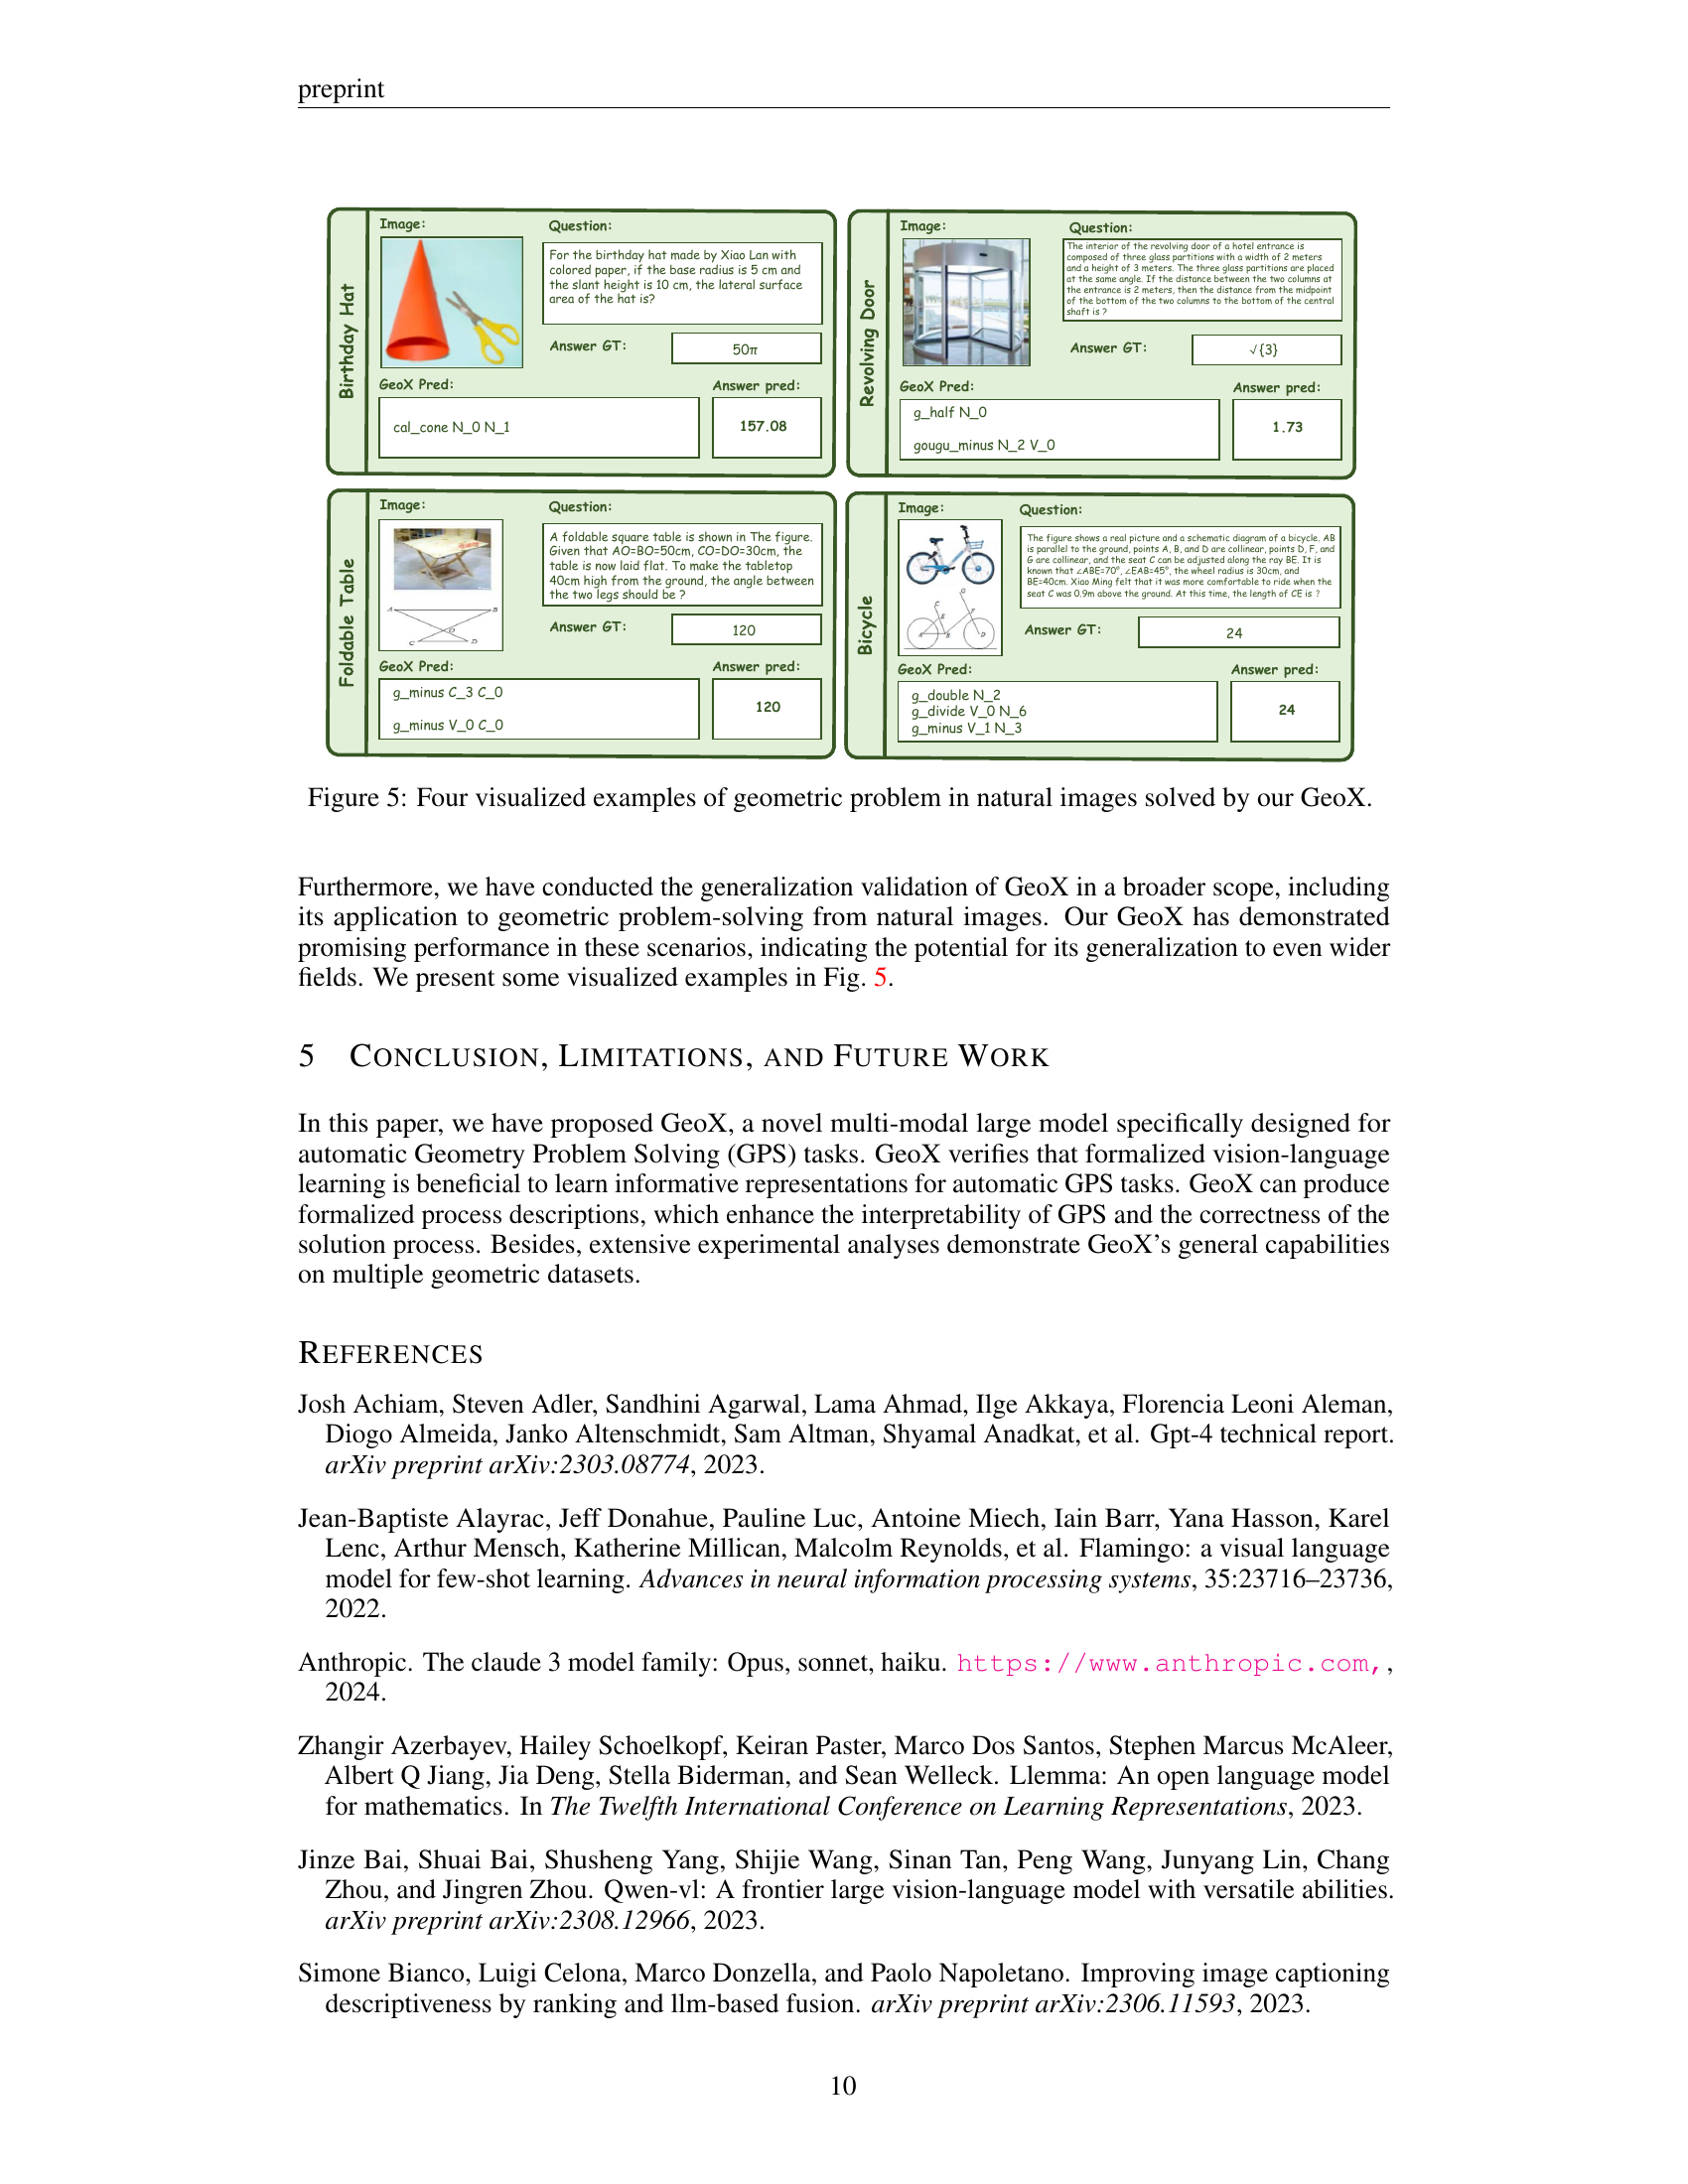 preprint
Birthday Hat
Image:
Question:
For the birthday hat made by Xiao Lan with
colored paper, if the base radius is 5 cm and
the slant height is 10 cm, the lateral surface
area of the hat is?
Answer GT:
50π
GeoX Pred:
cal_cone N_0 N_1
Answer pred:
157.08
Revolving Door
Image:
Question:
The interior of the revolving door of a hotel entrance is
composed of three glass partitions with a width of 2 meters
and a height of 3 meters. The three glass partitions are placed
at the same angle. If the distance between the two columns at
the entrance is 2 meters, then the distance from the midpoint
of the bottom of the two columns to the bottom of the central
shaft is ?
Answer GT:
√{3}
GeoX Pred:
g_half N_0
gougu_minus N_2 V_0
Answer pred:
1.73
Foldable Table
Image:
A
B
O
C
D
Question:
A foldable square table is shown in The figure.
Given that AO=BO=50cm, CO=DO=30cm, the
table is now laid flat. To make the tabletop
40cm high from the ground, the angle between
the two legs should be ?
Answer GT:
120
GeoX Pred:
g_minus C_3 C_0
g_minus V_0 C_0
Answer pred:
120
Bicycle
Image:
Question:
The figure shows a real picture and a schematic diagram of a bicycle. AB
is parallel to the ground, points A, B, and D are collinear, points D, F, and
G are collinear, and the seat C can be adjusted along the ray BE. It is
known that ∠ABE=70°, ∠EAB=45°, the wheel radius is 30cm, and
BE=40cm. Xiao Ming felt that it was more comfortable to ride when the
seat C was 0.9m above the ground. At this time, the length of CE is ?
Answer GT:
24
GeoX Pred:
g_double N_2
g_divide V_0 N_6
g_minus V_1 N_3
Answer pred:
24
Figure 5: Four visualized examples of geometric problem in natural images solved by our GeoX.
Furthermore, we have conducted the generalization validation of GeoX in a broader scope, including
its application to geometric problem-solving from natural images. Our GeoX has demonstrated
promising performance in these scenarios, indicating the potential for its generalization to even wider
fields. We present some visualized examples in Fig. 5.
5 CONCLUSION, LIMITATIONS, AND FUTURE WORK
In this paper, we have proposed GeoX, a novel multi-modal large model specifically designed for
automatic Geometry Problem Solving (GPS) tasks. GeoX verifies that formalized vision-language
learning is beneficial to learn informative representations for automatic GPS tasks. GeoX can produce
formalized process descriptions, which enhance the interpretability of GPS and the correctness of the
solution process. Besides, extensive experimental analyses demonstrate GeoX's general capabilities
on multiple geometric datasets.
REFERENCES
Josh Achiam, Steven Adler, Sandhini Agarwal, Lama Ahmad, Ilge Akkaya, Florencia Leoni Aleman,
Diogo Almeida, Janko Altenschmidt, Sam Altman, Shyamal Anadkat, et al. Gpt-4 technical report.
arXiv preprint arXiv:2303.08774, 2023.
Jean-Baptiste Alayrac, Jeff Donahue, Pauline Luc, Antoine Miech, Iain Barr, Yana Hasson, Karel
Lenc, Arthur Mensch, Katherine Millican, Malcolm Reynolds, et al. Flamingo: a visual language
model for few-shot learning. Advances in neural information processing systems, 35:23716–23736,
2022.
Anthropic. The claude 3 model family: Opus, sonnet, haiku. https://www.anthropic.com,,
2024.
Zhangir Azerbayev, Hailey Schoelkopf, Keiran Paster, Marco Dos Santos, Stephen Marcus McAleer,
Albert Q Jiang, Jia Deng, Stella Biderman, and Sean Welleck. Llemma: An open language model
for mathematics. In The Twelfth International Conference on Learning Representations, 2023.
Jinze Bai, Shuai Bai, Shusheng Yang, Shijie Wang, Sinan Tan, Peng Wang, Junyang Lin, Chang
Zhou, and Jingren Zhou. Qwen-vl: A frontier large vision-language model with versatile abilities.
arXiv preprint arXiv:2308.12966, 2023.
Simone Bianco, Luigi Celona, Marco Donzella, and Paolo Napoletano. Improving image captioning
descriptiveness by ranking and llm-based fusion. arXiv preprint arXiv:2306.11593, 2023.
10